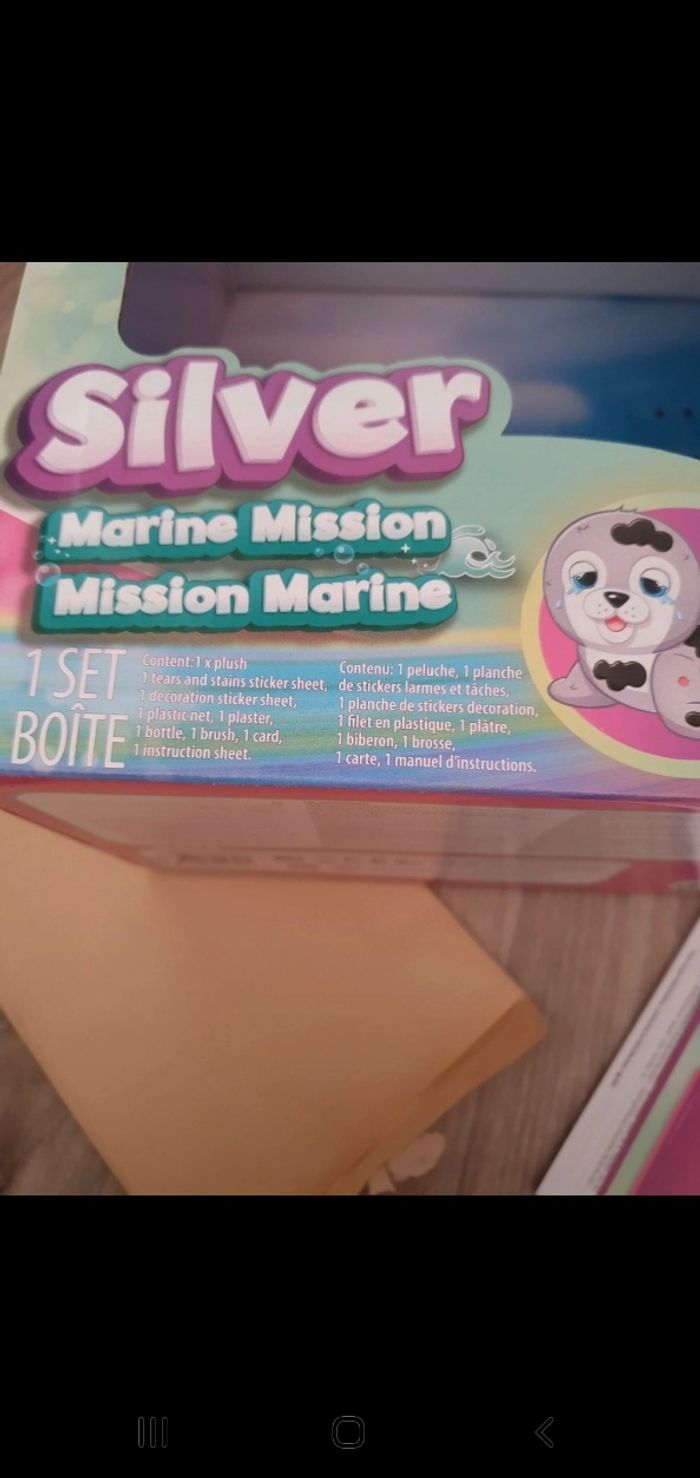 Silver
Marine Mission
Mission Marine
1 SET
BOÎTE
Content:1 x plush
1 tears and stains sticker sheet,
1 decoration sticker sheet,
1 plastic net, 1 plaster,
1 bottle, 1 brush, 1 card,
1 instruction sheet.
Contenu: 1 peluche, 1 planche
de stickers larmes et tâches,
1 planche de stickers décoration,
1 filet en plastique, 1 plâtre,
1 biberon, 1 brosse,
1 carte, 1 manuel d'instructions.